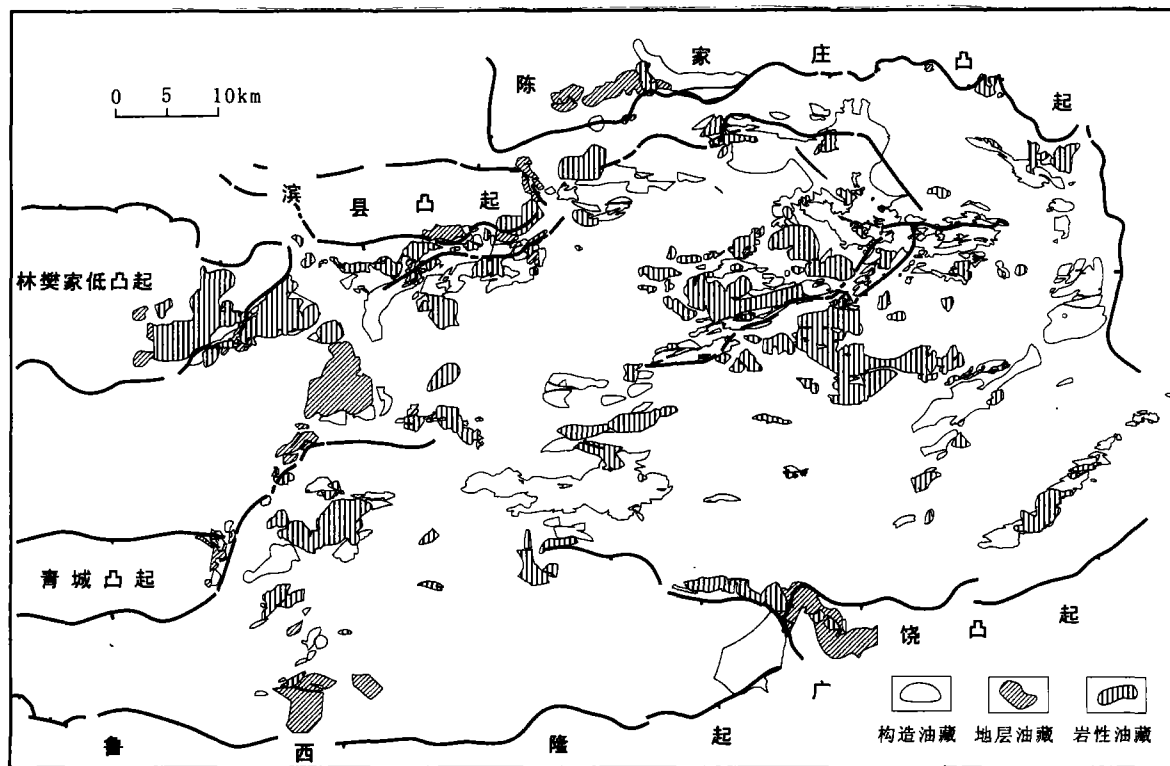 陈家庄凸起
0 5 10km
滨县凸起
林樊家低凸起
青城凸起
广饶凸起
构造油藏 地层油藏 岩性油藏
鲁西隆起